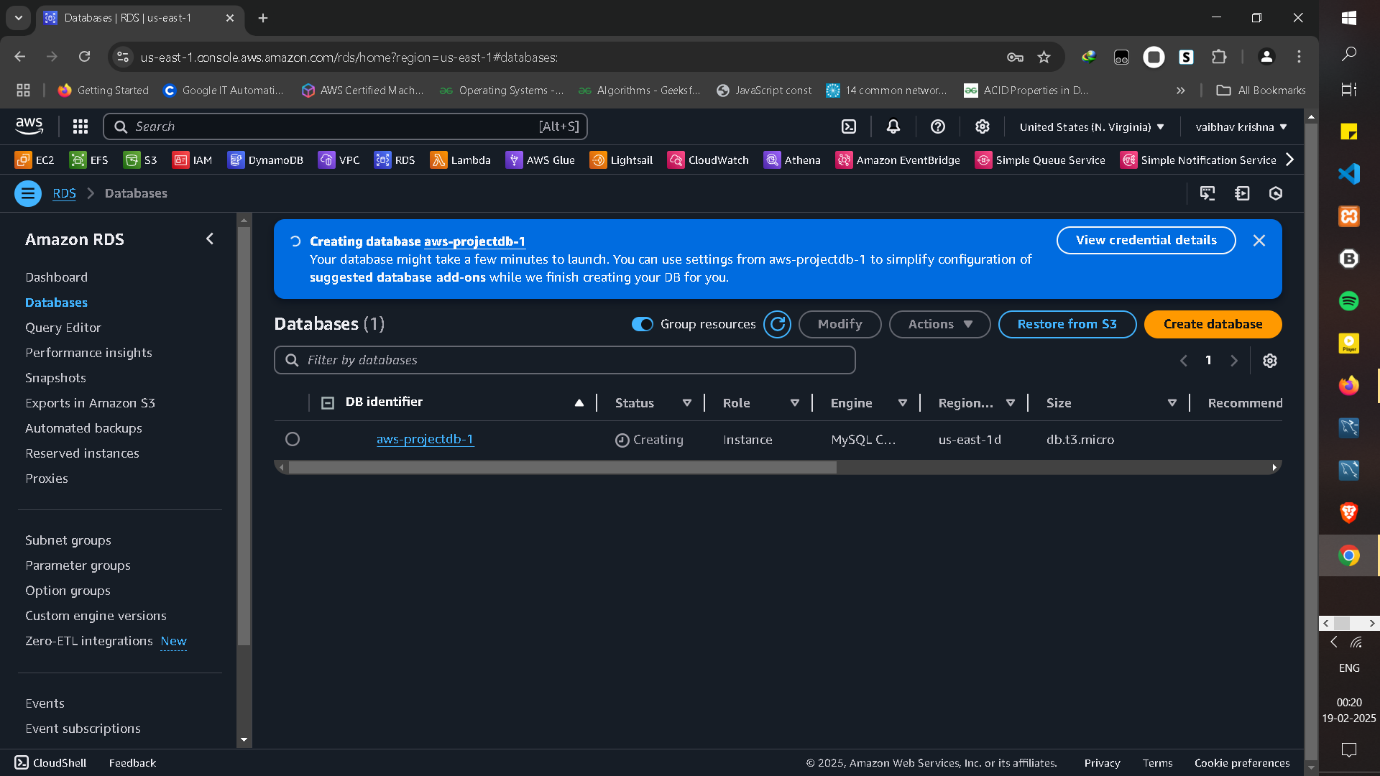 Databases | RDS | us-east-1
us-east-1.console.aws.amazon.com/rds/home?region=us-east-1#databases:
Getting Started
Google IT Automati...
AWS Certified Mach...
Operating Systems -...
Algorithms - Geeksf...
JavaScript const
14 common networ...
ACID Properties in D...
»
All Bookmarks
aws
Search
[Alt+S]
United States (N. Virginia)
vaibhav krishna
EC2
EFS
S3
IAM
DynamoDB
VPC
RDS
Lambda
AWS Glue
Lightsail
CloudWatch
Athena
Amazon EventBridge
Simple Queue Service
Simple Notification Service
RDS
Databases
Amazon RDS
Dashboard
Databases
Query Editor
Performance insights
Snapshots
Exports in Amazon S3
Automated backups
Reserved instances
Proxies
Subnet groups
Parameter groups
Option groups
Custom engine versions
Zero-ETL integrations New
Events
Event subscriptions
Creating database aws-projectdb-1
Your database might take a few minutes to launch. You can use settings from aws-projectdb-1 to simplify configuration of
suggested database add-ons while we finish creating your DB for you.
View credential details
Databases (1)
Group resources
Modify
Actions
Restore from S3
Create database
Filter by databases
1
DB identifier
Status
Role
Engine
Region...
Size
Recommend
aws-projectdb-1
Creating
Instance
MySQL C...
us-east-1d
db.t3.micro
CloudShell
Feedback
© 2025, Amazon Web Services, Inc. or its affiliates.
Privacy
Terms
Cookie preferences
ENG
00:20
19-02-2025